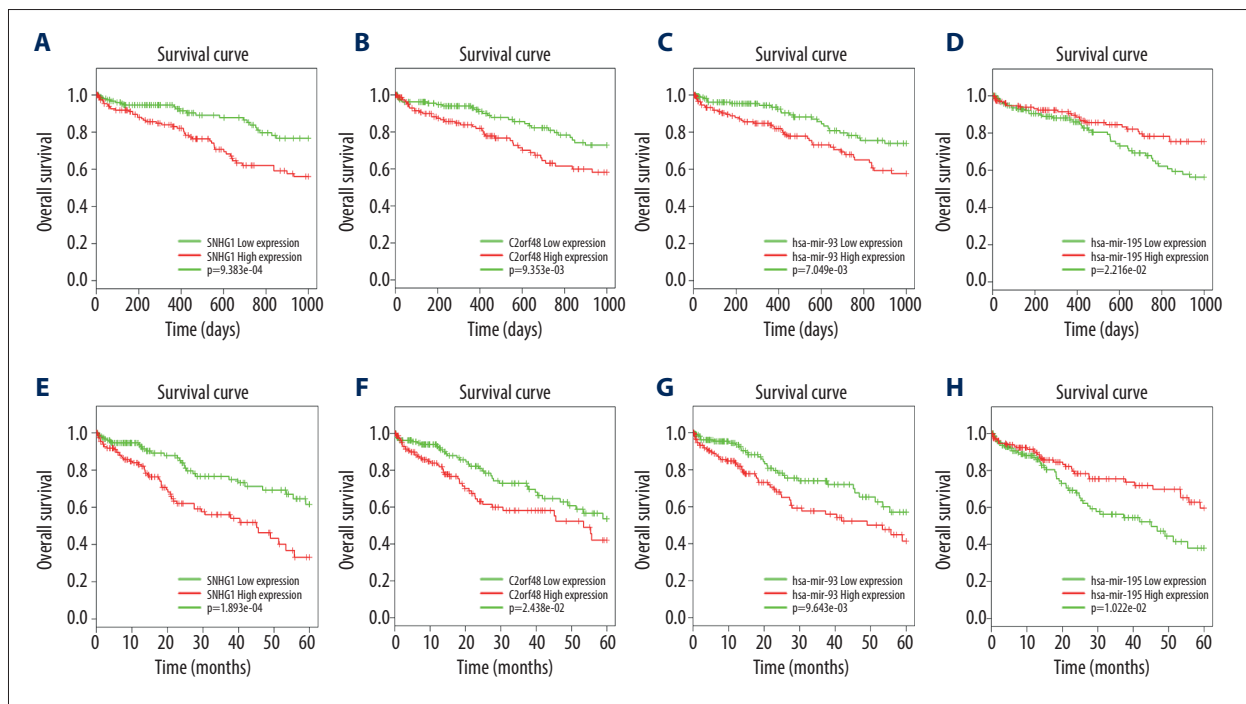 A
Survival curve
1.0
0.8
0.6
0.4
0.2
0.0
Overall survival
SNHG1 Low expression
SNHG1 High expression
p=9.383e-04
0 200 400 600 800 1000
Time (days)
B
Survival curve
1.0
0.8
0.6
0.4
0.2
0.0
Overall survival
C2orf48 Low expression
C2orf48 High expression
p=9.353e-03
0 200 400 600 800 1000
Time (days)
C
Survival curve
1.0
0.8
0.6
0.4
0.2
0.0
Overall survival
hsa-mir-93 Low expression
hsa-mir-93 High expression
p=7.049e-03
0 200 400 600 800 1000
Time (days)
D
Survival curve
1.0
0.8
0.6
0.4
0.2
0.0
Overall survival
hsa-mir-195 Low expression
hsa-mir-195 High expression
p=2.216e-02
0 200 400 600 800 1000
Time (days)
E
Survival curve
1.0
0.8
0.6
0.4
0.2
0.0
Overall survival
SNHG1 Low expression
SNHG1 High expression
p=1.893e-04
0 10 20 30 40 50 60
Time (months)
F
Survival curve
1.0
0.8
0.6
0.4
0.2
0.0
Overall survival
C2orf48 Low expression
C2orf48 High expression
p=2.438e-02
0 10 20 30 40 50 60
Time (months)
G
Survival curve
1.0
0.8
0.6
0.4
0.2
0.0
Overall survival
hsa-mir-93 Low expression
hsa-mir-93 High expression
p=9.643e-03
0 10 20 30 40 50 60
Time (months)
H
Survival curve
1.0
0.8
0.6
0.4
0.2
0.0
Overall survival
hsa-mir-195 Low expression
hsa-mir-195 High expression
p=1.022e-02
0 10 20 30 40 50 60
Time (months)